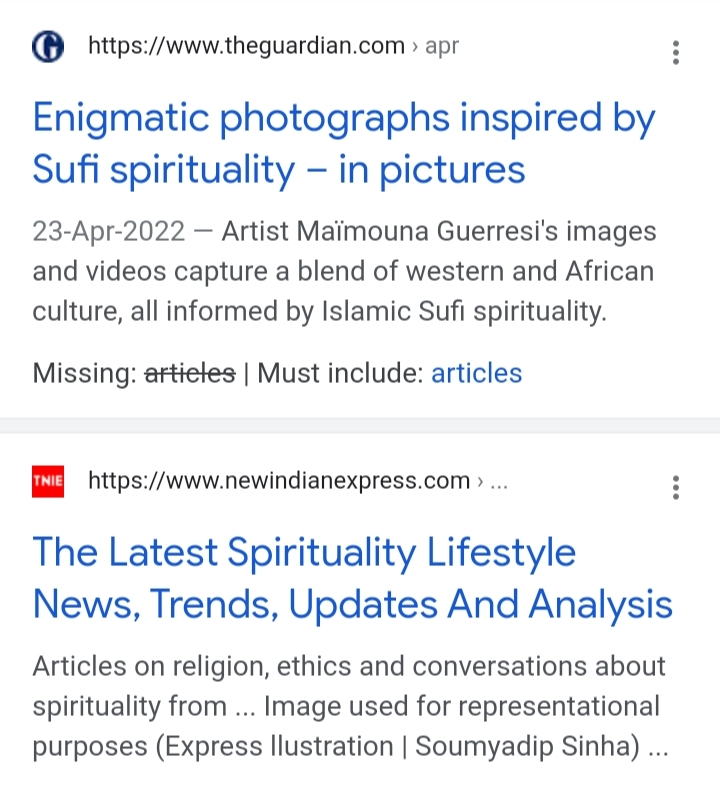 G https://www.theguardian.com › apr
Enigmatic photographs inspired by
Sufi spirituality – in pictures
23-Apr-2022 — Artist Maïmouna Guerresi's images
and videos capture a blend of western and African
culture, all informed by Islamic Sufi spirituality.
Missing: articles | Must include: articles
TNIE https://www.newindianexpress.com › ...
The Latest Spirituality Lifestyle
News, Trends, Updates And Analysis
Articles on religion, ethics and conversations about
spirituality from ... Image used for representational
purposes (Express llustration | Soumyadip Sinha) ...